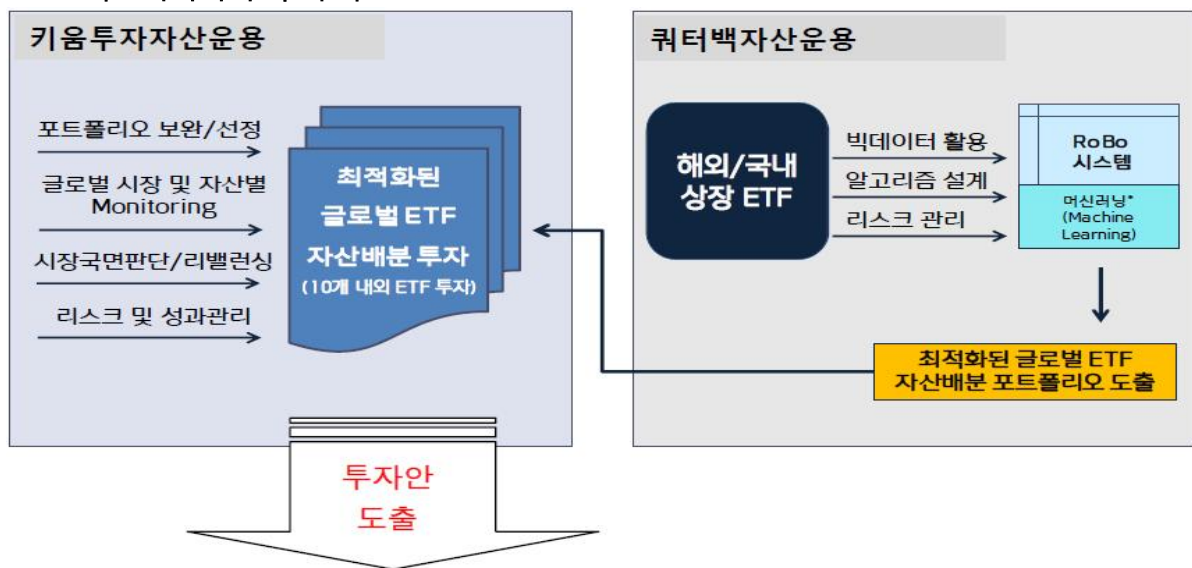 키움투자자산운용
포트폴리오 보완/선정
글로벌 시장 및 자산별
Monitoring
시장국면판단/리밸런싱
리스크 및 성과관리
최적화된
글로벌 ETF
자산배분 투자
(10개 내외 ETF 투자)
투자안
도출
쿼터백자산운용
해외/국내
상장 ETF
빅데이터 활용
알고리즘 설계
리스크 관리
RoBo
시스템
머신러닝*
(Machine
Learning)
최적화된 글로벌 ETF
자산배분 포트폴리오 도출